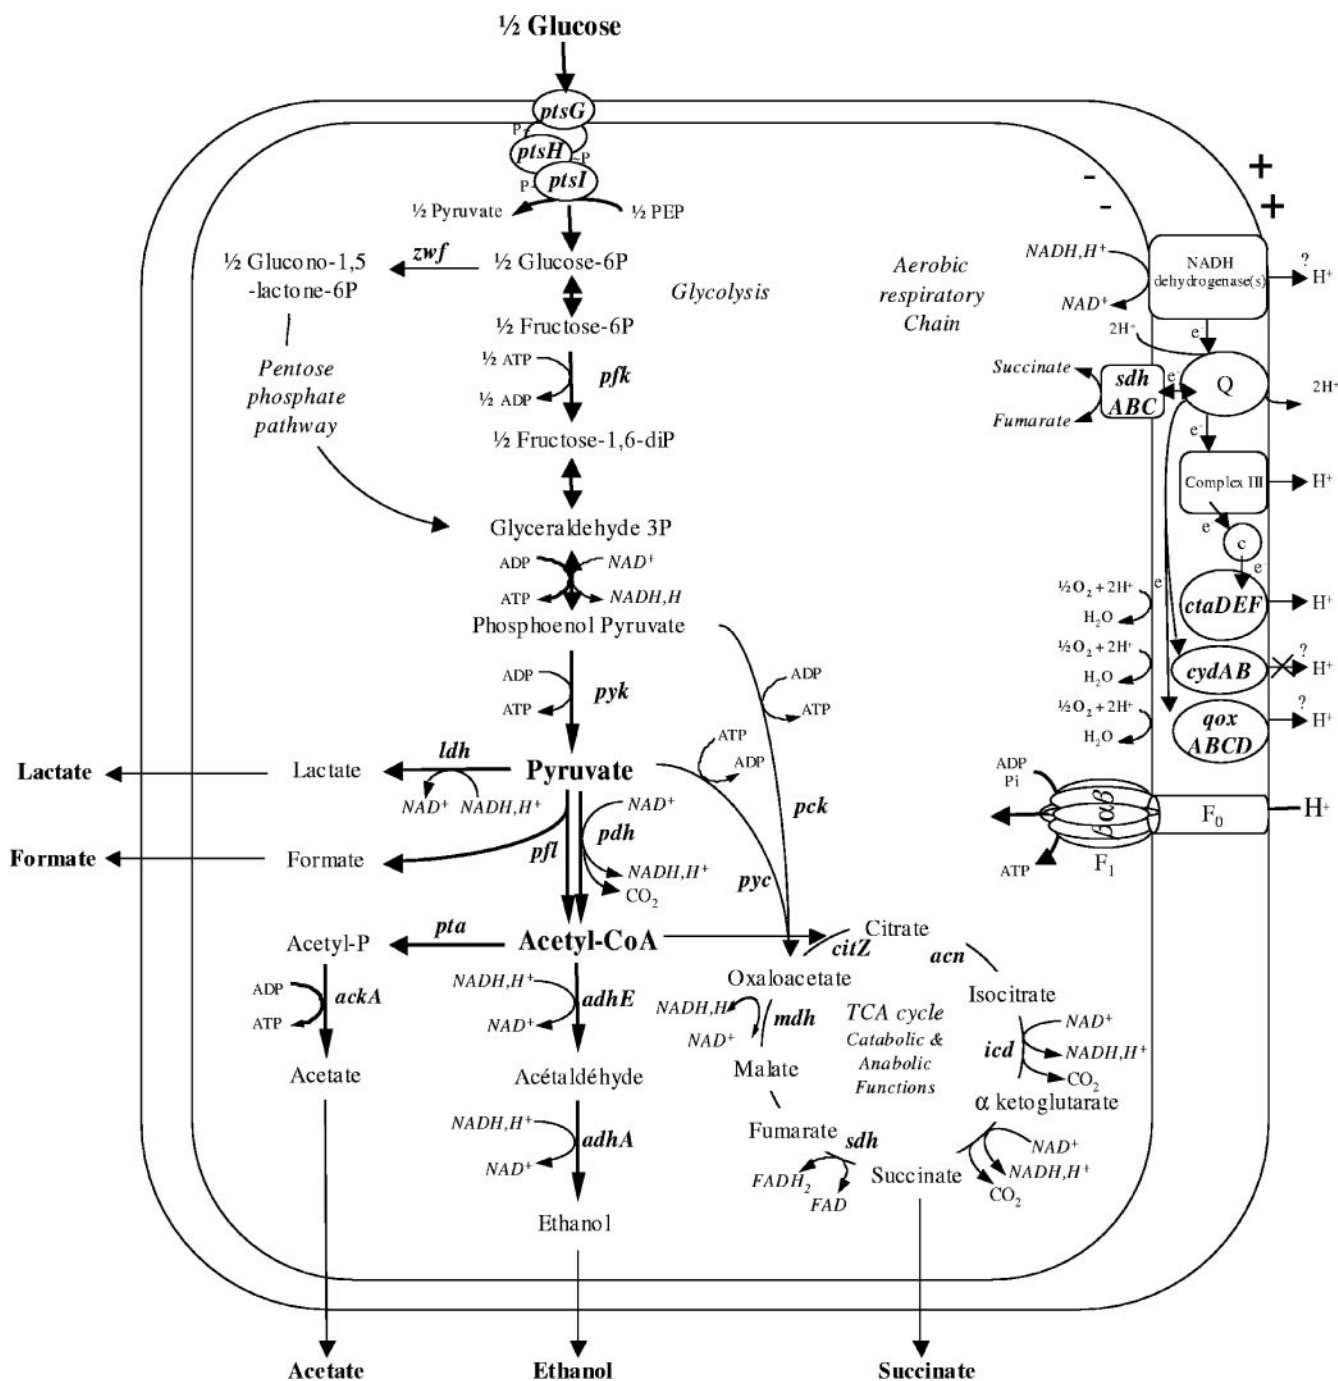 ½ Glucose
ptsG
P~
ptsH
~P
P-
ptsI
½ Pyruvate
½ PEP
zwf
½ Glucono-1,5
-lactone-6P
½ Glucose-6P
Glycolysis
½ Fructose-6P
Pentose
phosphate
pathway
½ ATP
½ ADP
pfk
½ Fructose-1,6-diP
Glyceraldehyde 3P
ADP
NAD+
ATP
NADH,H
Phosphoenol Pyruvate
ADP
ATP
pyk
ADP
ATP
pck
Lactate
Lactate
ldh
NAD+
NADH,H+
Pyruvate
ATP
ADP
pyc
Formate
Formate
pfl
pdh
NAD+
NADH,H+
CO2
Acetyl-P
pta
Acetyl-CoA
ADP
ATP
ackA
Acetate
NADH,H+
NAD+
adhE
Acétaldéhyde
NADH,H+
NAD+
adhA
Ethanol
citZ
Citrate
acn
Oxaloacetate
Isocitrate
NADH,H+
NAD+
mdh
TCA cycle
Catabolic &
Anabolic
Functions
icd
NAD+
NADH,H+
CO2
Malate
α ketoglutarate
Fumarate
sdh
FADH2
FAD
Succinate
NAD+
NADH,H+
CO2
Aerobic
respiratory
Chain
-
-
+
+
NADH,H+
NAD+
NADH
dehydrogenase(s)
?
H+
e-
2H+
Succinate
Fumarate
sdh
ABC
e-
Q
2H+
e-
Complex III
H+
e-
c
e-
e-
½O2 + 2H+
H2O
ctaDEF
H+
½O2 + 2H+
H2O
cydAB
?
H+
½O2 + 2H+
H2O
qox
ABCD
?
H+
ADP
Pi
ATP
β α β
F1
F0
H+
Acetate
Ethanol
Succinate